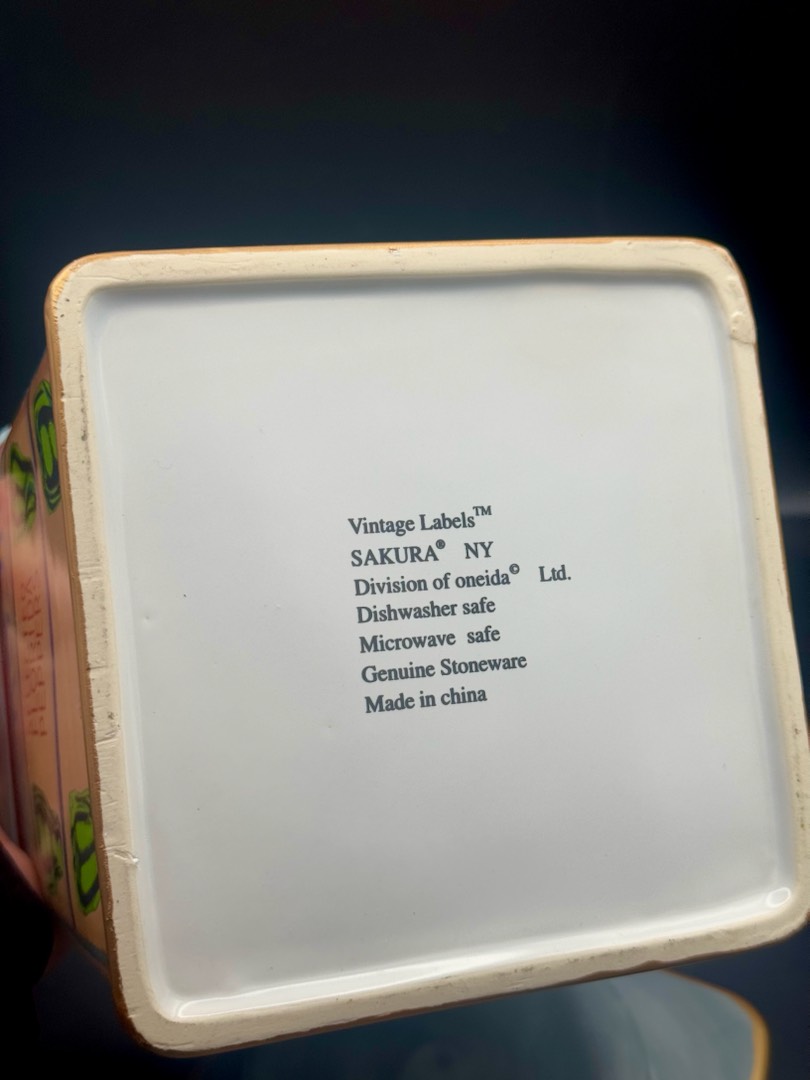 Vintage Labels™
SAKURA® NY
Division of oneida© Ltd.
Dishwasher safe
Microwave safe
Genuine Stoneware
Made in china